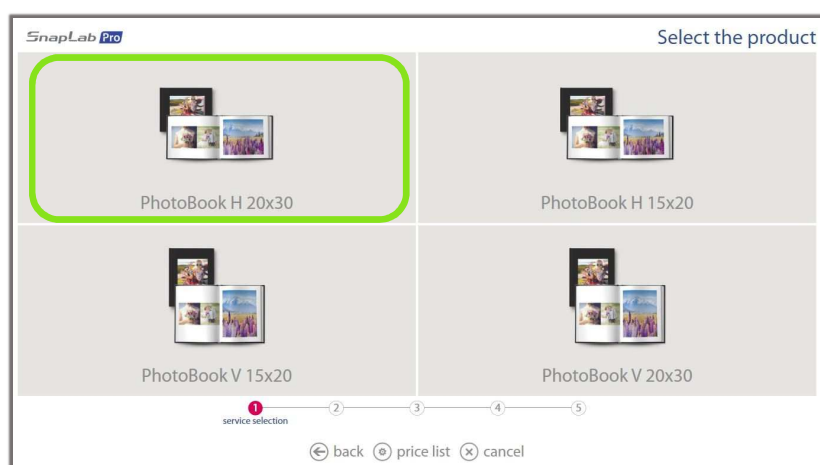 SnapLab Pro
Select the product
PhotoBook H 20x30
PhotoBook H 15x20
PhotoBook V 15x20
PhotoBook V 20x30
1 2 3 4 5
service selection
back price list cancel